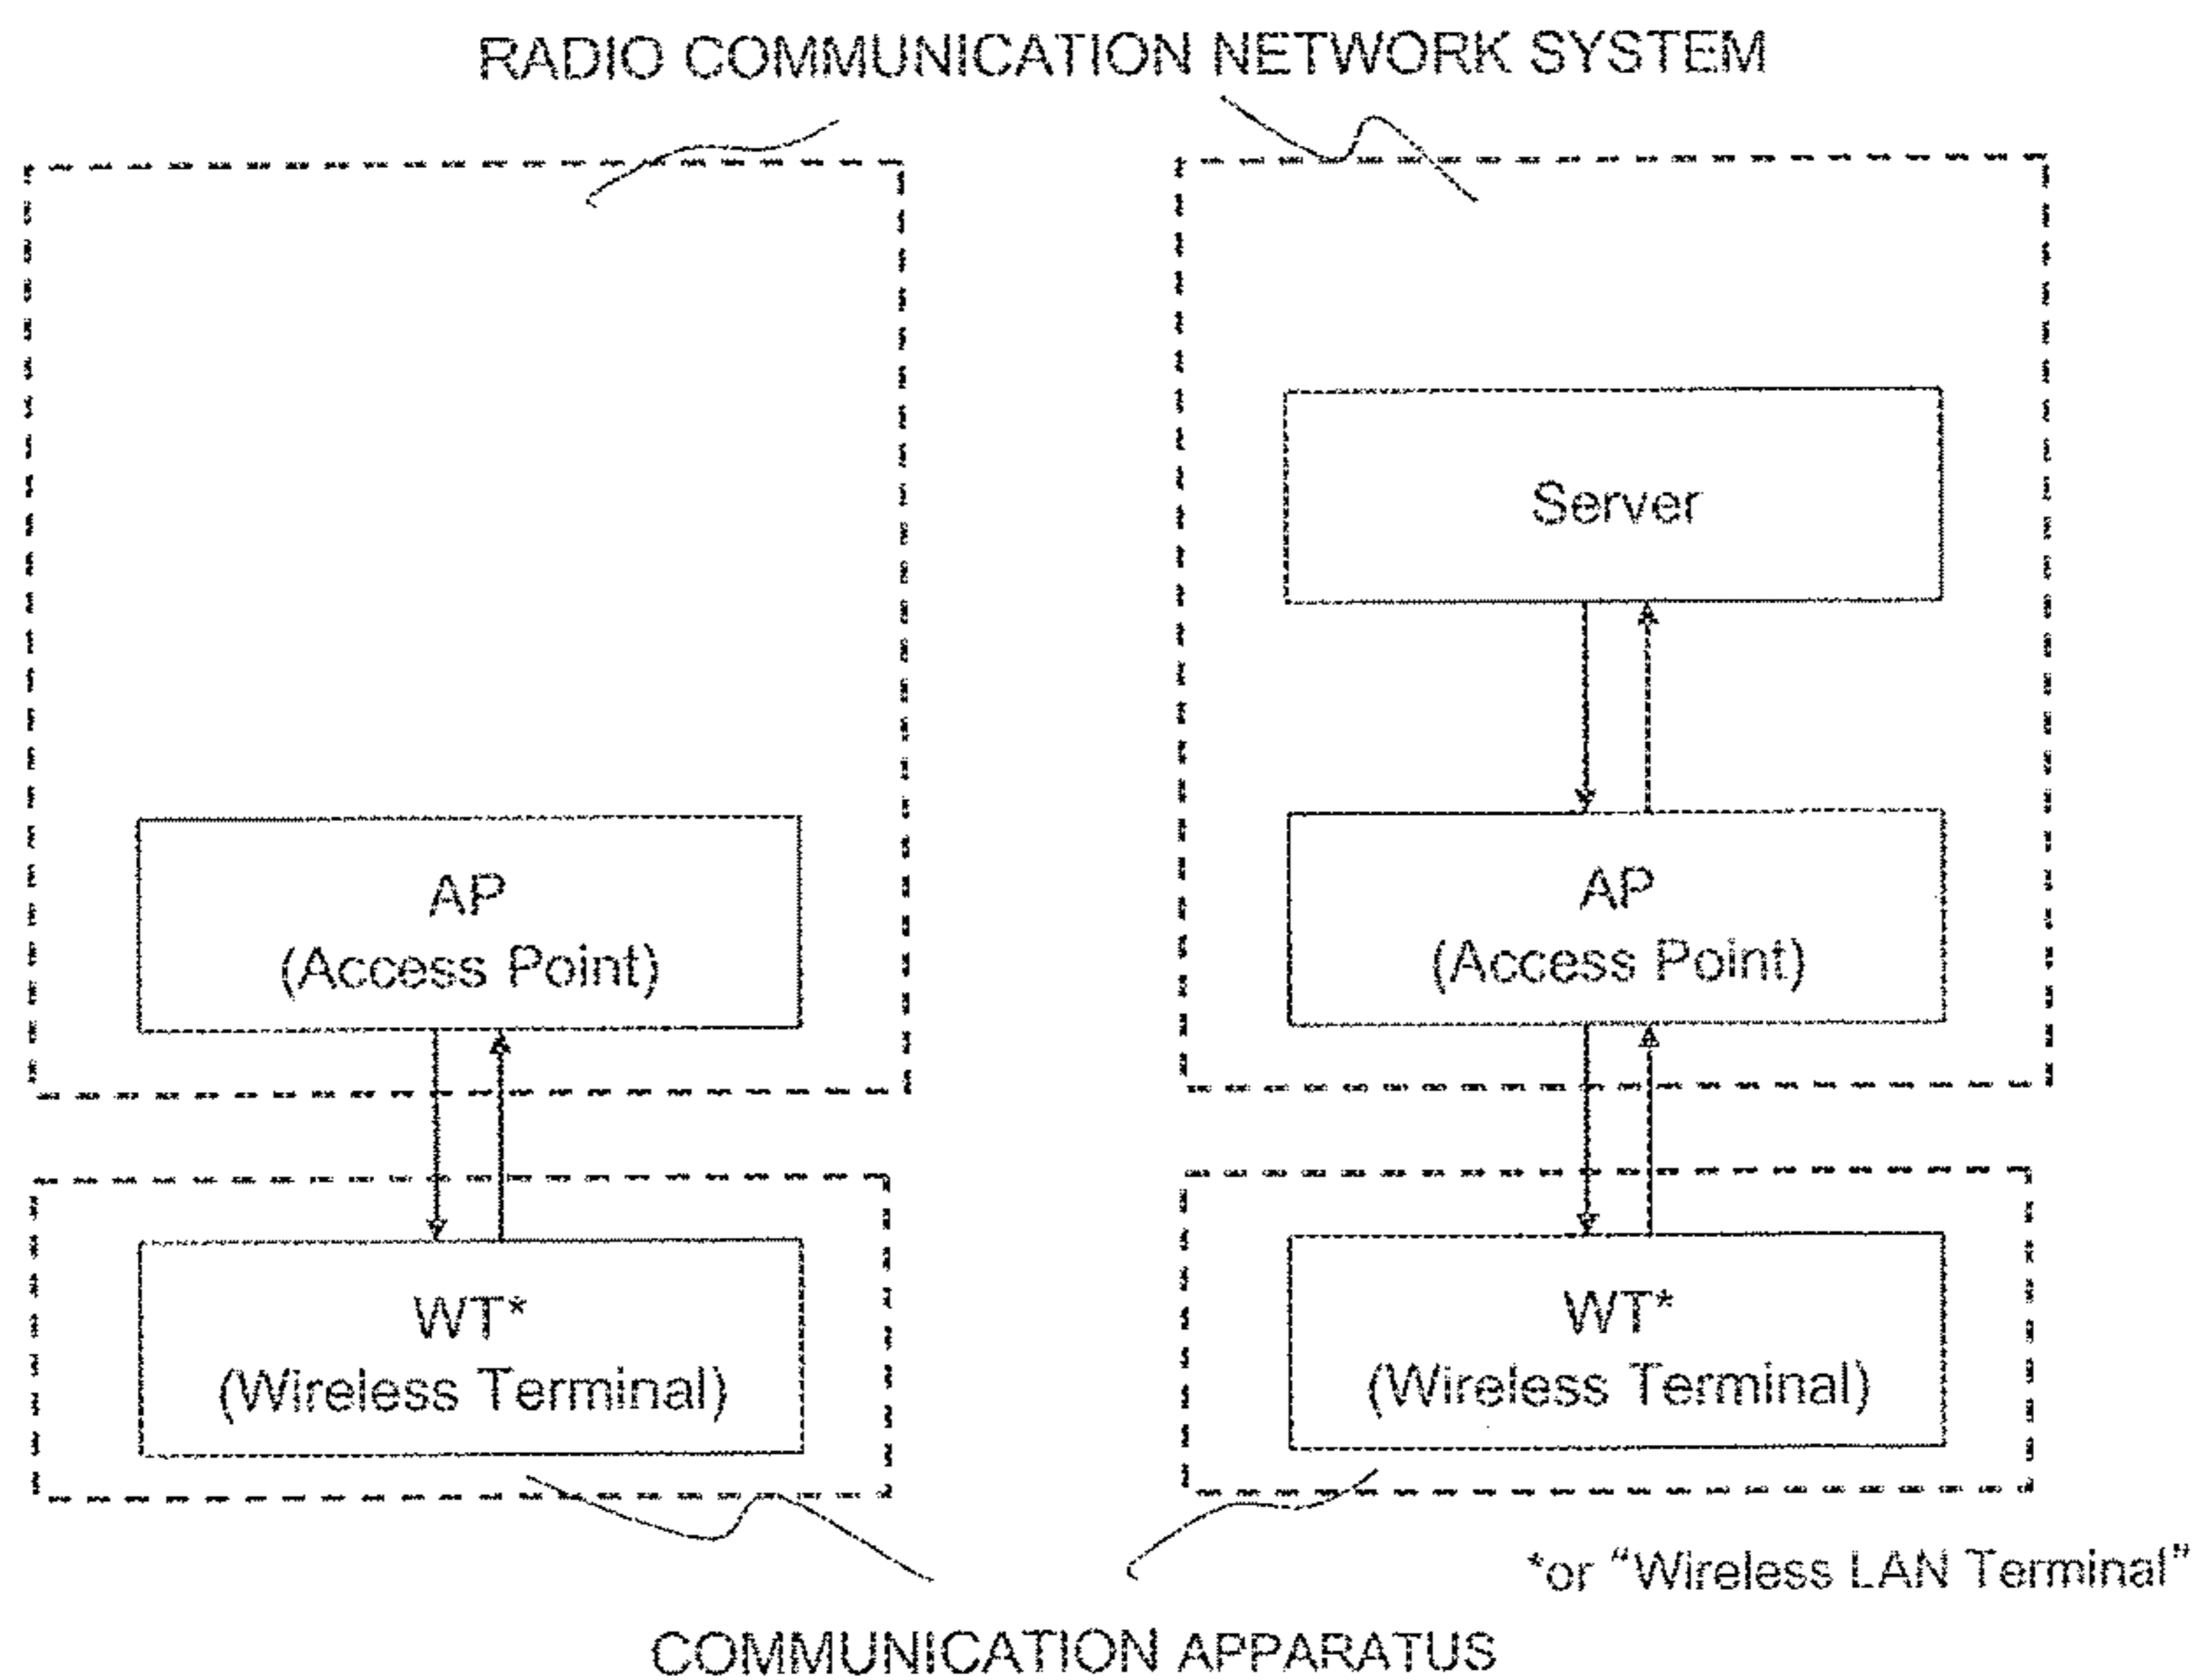 RADIO COMMUNICATION NETWORK SYSTEM
Server
AP
(Access Point)
AP
(Access Point)
WT*
(Wireless Terminal)
WT*
(Wireless Terminal)
*or "Wireless LAN Terminal"
COMMUNICATION APPARATUS